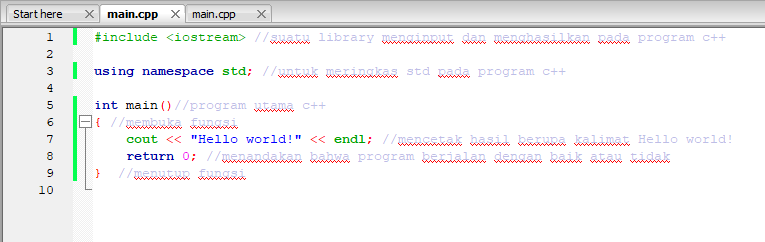 Start here X main.cpp X main.cpp X
1 #include <iostream> //suatu library menginput dan menghasilkan pada program c++
2
3 using namespace std; //untuk meringkas std pada program c++
4
5 int main()//program utama c++
6 { //membuka fungsi
7 cout << "Hello world!" << endl; //mencetak hasil berupa kalimat Hello world!
8 return 0; //menandakan bahwa program berjalan dengan baik atau tidak
9 } //menutup fungsi
10